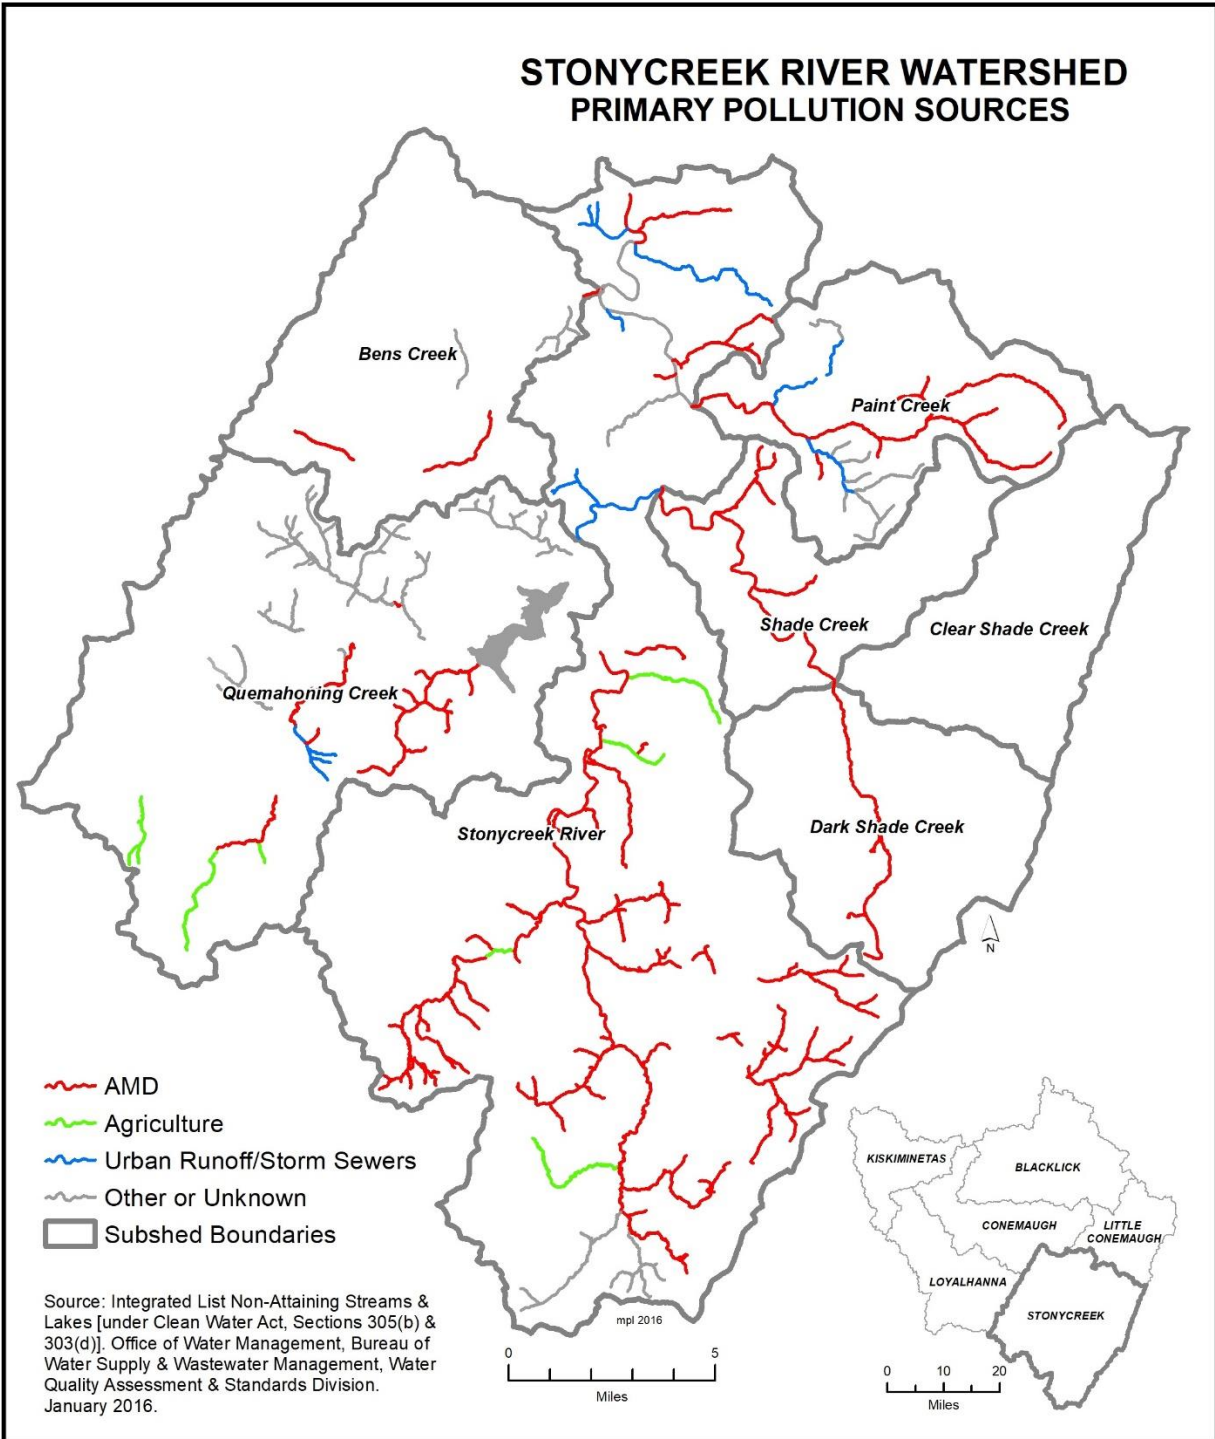 STONYCREEK RIVER WATERSHED
PRIMARY POLLUTION SOURCES
Bens Creek
Paint Creek
Shade Creek
Clear Shade Creek
Quemahoning Creek
Stonycreek River
Dark Shade Creek
N
AMD
Agriculture
Urban Runoff/Storm Sewers
Other or Unknown
Subshed Boundaries
Source: Integrated List Non-Attaining Streams &
Lakes [under Clean Water Act, Sections 305(b) &
303(d)]. Office of Water Management, Bureau of
Water Supply & Wastewater Management, Water
Quality Assessment & Standards Division.
January 2016.
mpl 2016
0 5
Miles
KISKIMINETAS
BLACKLICK
CONEMAUGH
LITTLE
CONEMAUGH
LOYALHANNA
STONYCREEK
0 10 20
Miles